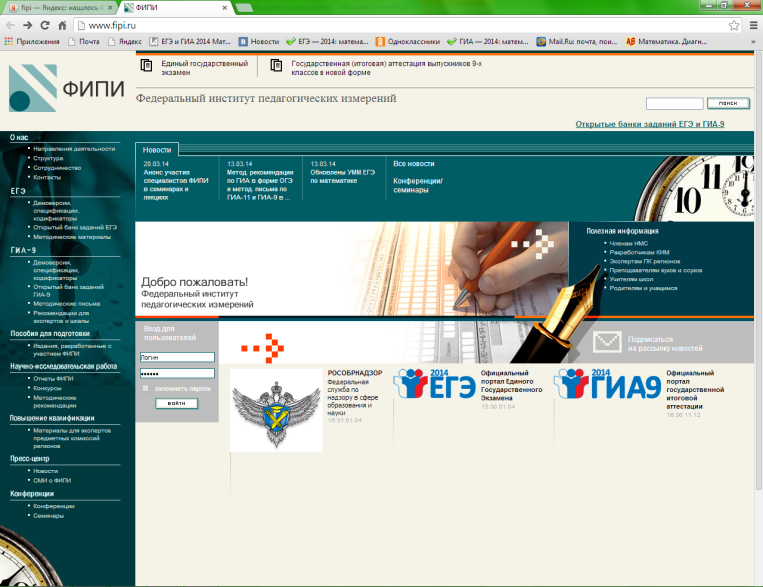 fipi — Яндекс: нашлось 4
ФИПИ
www.fipi.ru
Приложения
Почта
Яндекс
ЕГЭ и ГИА 2014 Мат...
Новости
ЕГЭ — 2014: матема...
Одноклассники
ГИА — 2014: матем...
Mail.Ru: почта, пои...
Математика. Диагн...
»
ФИПИ
Единый государственный
экзамен
Государственная (итоговая) аттестация выпускников 9-х
классов в новой форме
Федеральный институт педагогических измерений
ПОИСК
Открытые банки заданий ЕГЭ и ГИА-9
О нас
Направления деятельности
Структура
Сотрудничество
Контакты
ЕГЭ
Демоверсии,
спецификации,
кодификаторы
Открытый банк заданий ЕГЭ
Методические материалы
ГИА-9
Демоверсии,
спецификации,
кодификаторы
Открытый банк заданий
ГИА-9
Методические письма
Рекомендации для
экспертов и шкалы
Пособия для подготовки
Издания, разработанные с
участием ФИПИ
Научно-исследовательская работа
Отчеты ФИПИ
Конкурсы
Методические
рекомендации
Повышение квалификации
Материалы для экспертов
предметных комиссий
регионов
Пресс-центр
Новости
СМИ о ФИПИ
Конференции
Конференции
Семинары
Новости
20.03.14
Анонс участия
специалистов ФИПИ
в семинарах и
лекциях
13.03.14
Метод. рекомендации
по ГИА в форме ОГЭ
и метод. письма по
ГИА-11 и ГИА-9 в ...
13.03.14
Обновлены УММ ЕГЭ
по математике
Все новости
Конференции/
семинары
Добро пожаловать!
Федеральный институт
педагогических измерений
Полезная информация
Членам НМС
Разработчикам КИМ
Экспертам ПК регионов
Преподавателям вузов и ссузов
Учителям школ
Родителям и учащимся
Вход для
пользователей
Логин
••••••
запомнить пароль
ВОЙТИ
Подписаться
на рассылку новостей
РОСОБРНАДЗОР
Федеральная
служба по
надзору в сфере
образования и
науки
16:31 01.04
2014
ЕГЭ
Официальный
портал Единого
Государственного
Экзамена
15:30 01.04
2014
ГИА9
Официальный
портал
государственной
итоговой
аттестации
16:36 11.12